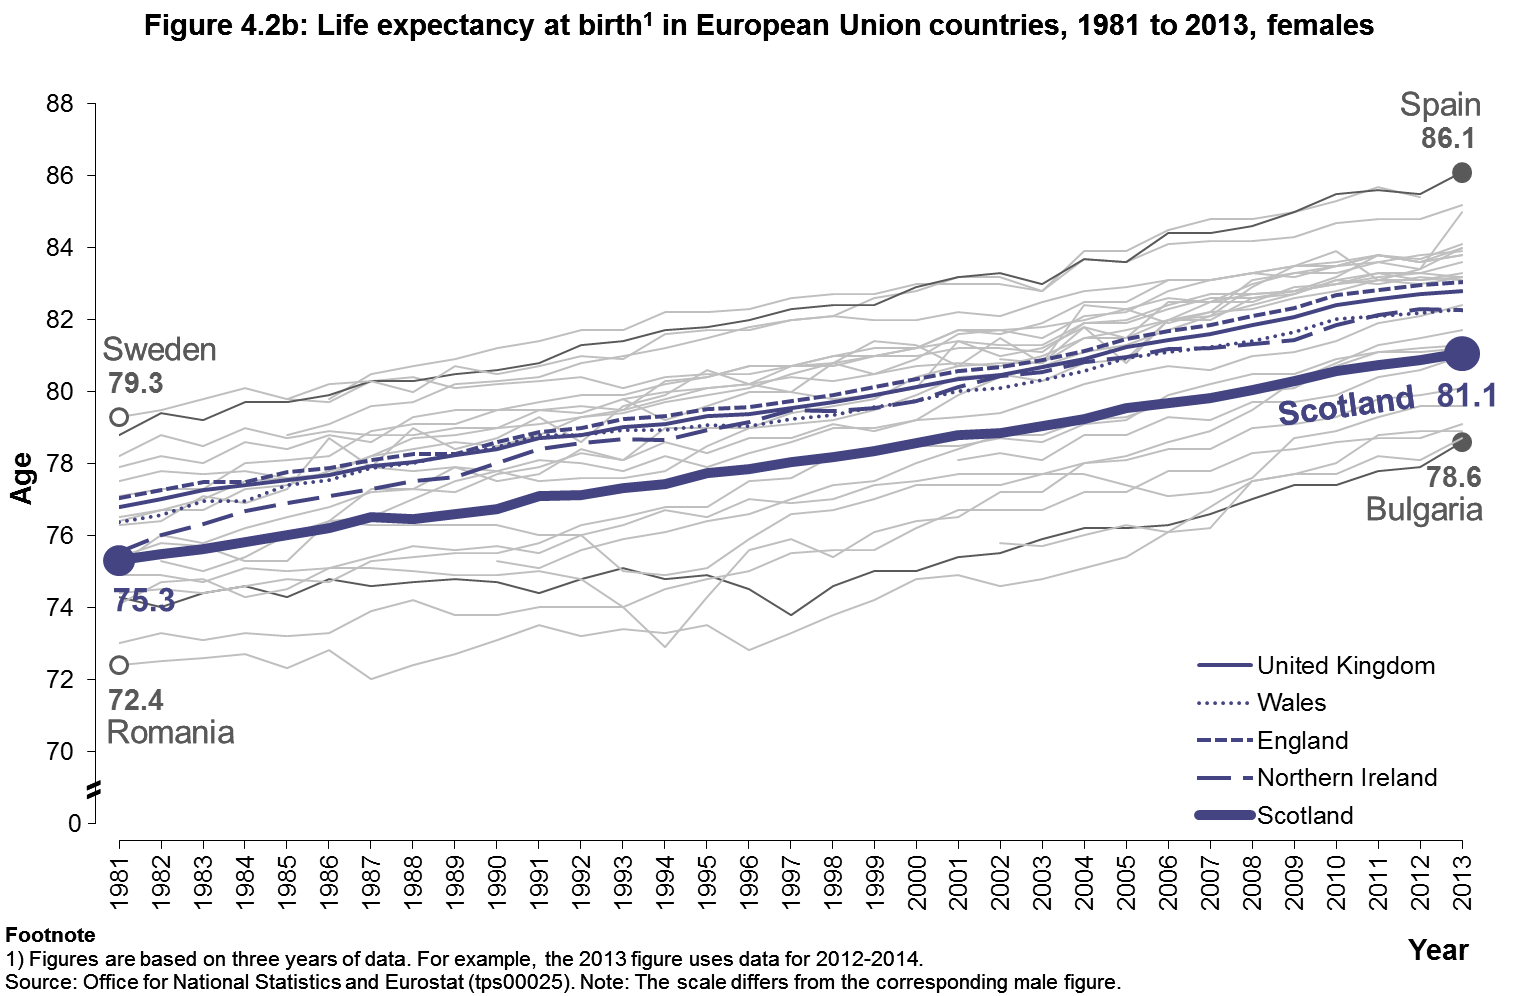 Figure 4.2b: Life expectancy at birth1 in European Union countries, 1981 to 2013, females
88
86
84
82
80
78
76
74
72
70
0
Age
Spain
86.1
Sweden
79.3
Scotland 81.1
78.6
Bulgaria
75.3
72.4
Romania
United Kingdom
Wales
England
Northern Ireland
Scotland
1981 1982 1983 1984 1985 1986 1987 1988 1989 1990 1991 1992 1993 1994 1995 1996 1997 1998 1999 2000 2001 2002 2003 2004 2005 2006 2007 2008 2009 2010 2011 2012 2013
Year
Footnote
1) Figures are based on three years of data. For example, the 2013 figure uses data for 2012-2014.
Source: Office for National Statistics and Eurostat (tps00025). Note: The scale differs from the corresponding male figure.